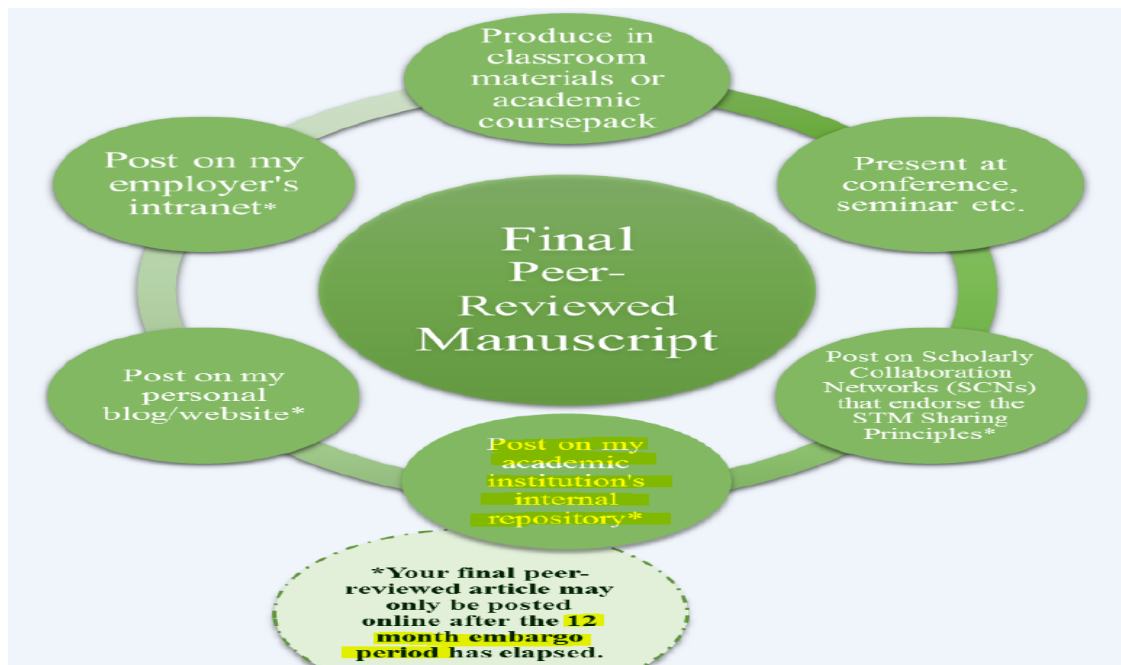 Produce in
classroom
materials or
academic
coursepack
Present at
conference,
seminar etc.
Post on Scholarly
Collaboration
Networks (SCNs)
that endorse the
STM Sharing
Principles*
Post on my
academic
institution's
internal
repository*
Post on my
personal
blog/website*
Post on my
employer's
intranet*
Final
Peer-
Reviewed
Manuscript
*Your final peer-
reviewed article may
only be posted
online after the 12
month embargo
period has elapsed.